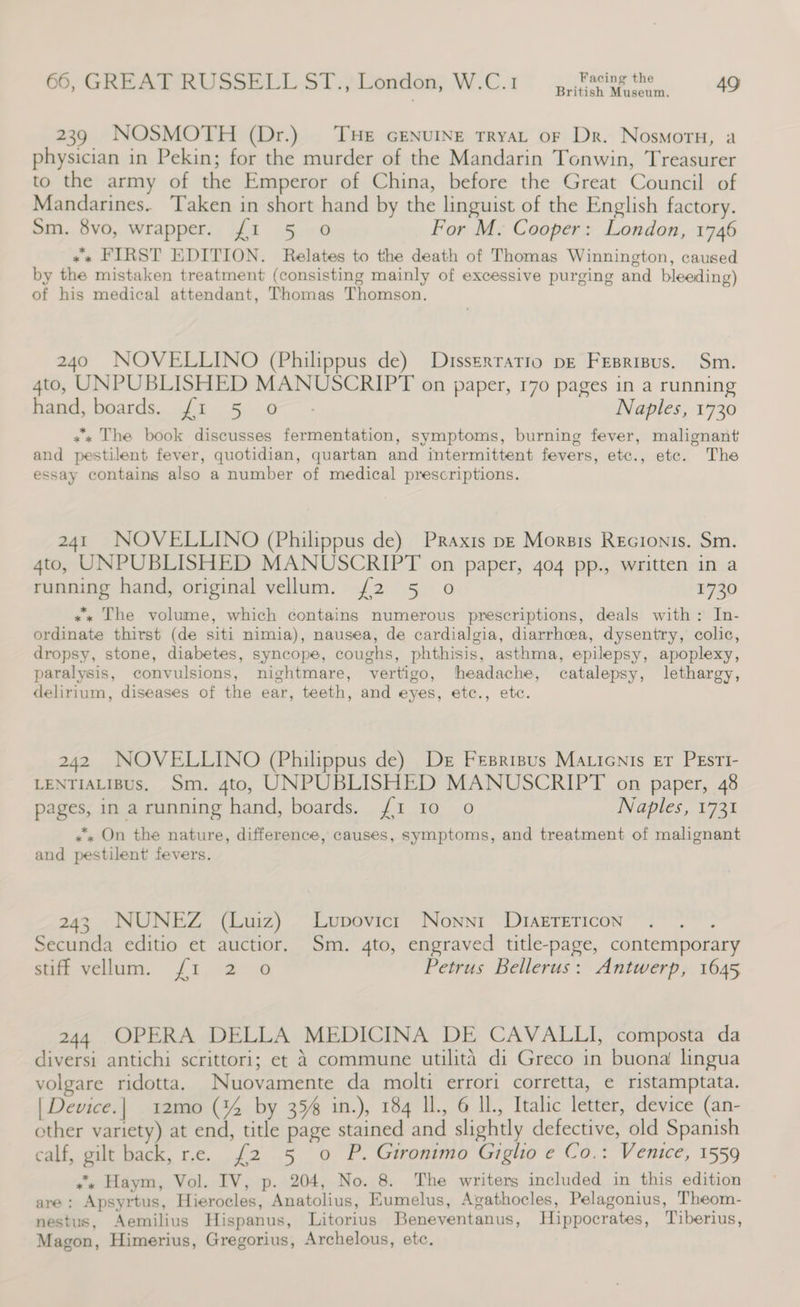 66, GREAT RUSSELL ST., London, W.C.1 Facing the British Museum. 49
239 NOSMOTH (Dr.) THE GENUINE TRYAL OF DR. NOSMOTH, a
physician in Pekin; for the murder of the Mandarin Tonwin, Treasurer
to the army of the Emperor of China, before the Great Council of
Mandarines. Taken in short hand by the linguist of the English factory.
Sm. 8vo, wrapper. £1 5 0 For M. Cooper: London, 1746
⁂ FIRST EDITION. Relates to the death of Thomas Winnington, caused
by the mistaken treatment (consisting mainly of excessive purging and bleeding)
of his medical attendant, Thomas Thomson.
240 NOVELLINO (Philippus de) DISSERTATIO DE FEBRIBUS. Sm.
4to, UNPUBLISHED MANUSCRIPT on paper, 170 pages in a running
hand, boards. £1 5 0 Naples, 1730
⁂ The book discusses fermentation, symptoms, burning fever, malignant
and pestilent fever, quotidian, quartan and intermittent fevers, etc., etc. The
essay contains also a number of medical prescriptions.
241 NOVELLINO (Philippus de) PRAXIS DE MORBIS REGIONIS. Sm.
4to, UNPUBLISHED MANUSCRIPT on paper, 404 pp., written in a
running hand, original vellum. £2 5 0 1730
⁂ The volume, which contains numerous prescriptions, deals with: In-
ordinate thirst (de siti nimia), nausea, de cardialgia, diarrhœa, dysentry, colic,
dropsy, stone, diabetes, syncope, coughs, phthisis, asthma, epilepsy, apoplexy,
paralysis, convulsions, nightmare, vertigo, headache, catalepsy, lethargy,
delirium, diseases of the ear, teeth, and eyes, etc., etc.
242 NOVELLINO (Philippus de) DE FEBRIBUS MALIGNIS ET PESTI-
LENTIALIBUS. Sm. 4to, UNPUBLISHED MANUSCRIPT on paper, 48
pages, in a running hand, boards. £1 10 0 Naples, 1731
⁂ On the nature, difference, causes, symptoms, and treatment of malignant
and pestilent fevers.
243 NUNEZ (Luiz) LUDOVICI NONNI DIAETETICON . . .
Secunda editio et auctior. Sm. 4to, engraved title-page, contemporary
stiff vellum. £1 2 0 Petrus Bellerus: Antwerp, 1645
244 OPERA DELLA MEDICINA DE CAVALLI, composta da
diversi antichi scrittori; et à commune utilità di Greco in buona lingua
volgare ridotta. Nuovamente da molti errori corretta, e ristamptata.
[Device.] 12mo (¼ by 3⅝ in.), 184 ll., 6 ll., Italic letter, device (an-
other variety) at end, title page stained and slightly defective, old Spanish
calf, gilt back, r.e. £2 5 0 P. Gironimo Giglio e Co.: Venice, 1559
⁂ Haym, Vol. IV, p. 204, No. 8. The writers included in this edition
are: Apsyrtus, Hierocles, Anatolius, Eumelus, Agathocles, Pelagonius, Theom-
nestus, Aemilius Hispanus, Litorius Beneventanus, Hippocrates, Tiberius,
Magon, Himerius, Gregorius, Archelous, etc.